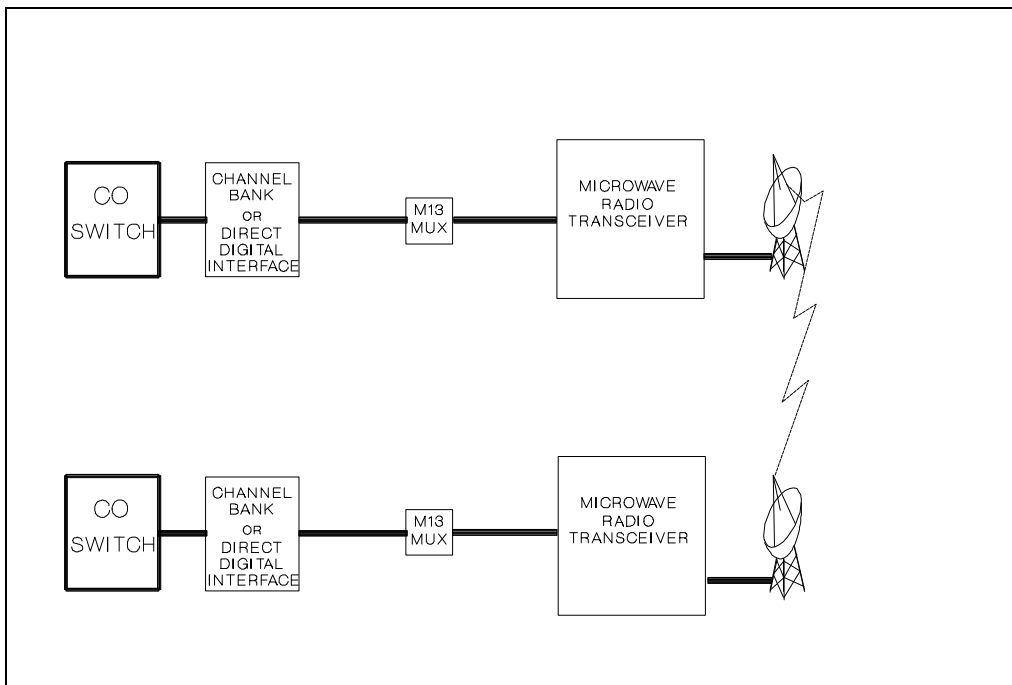 CO
SWITCH
CHANNEL
BANK
OR
DIRECT
DIGITAL
INTERFACE
M13
MUX
MICROWAVE
RADIO
TRANSCEIVER
CO
SWITCH
CHANNEL
BANK
OR
DIRECT
DIGITAL
INTERFACE
M13
MUX
MICROWAVE
RADIO
TRANSCEIVER